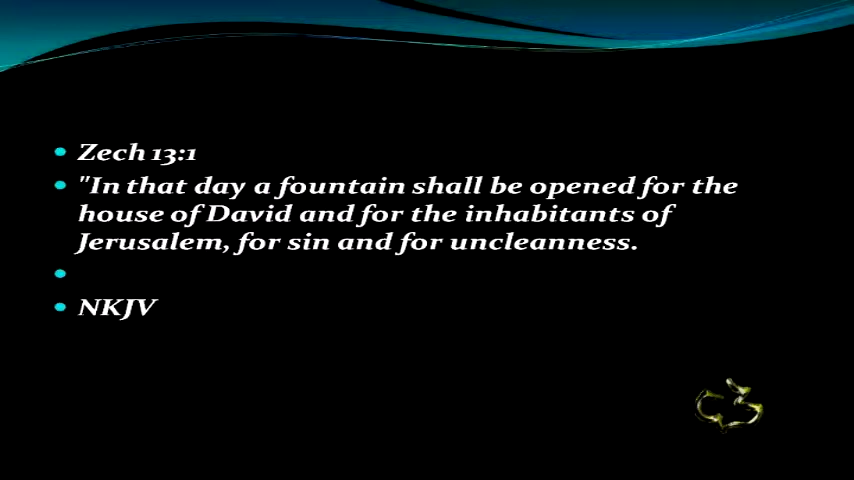 Zech 13:1
"In that day a fountain shall be opened for the
house of David and for the inhabitants of
Jerusalem, for sin and for uncleanness.
NKJV